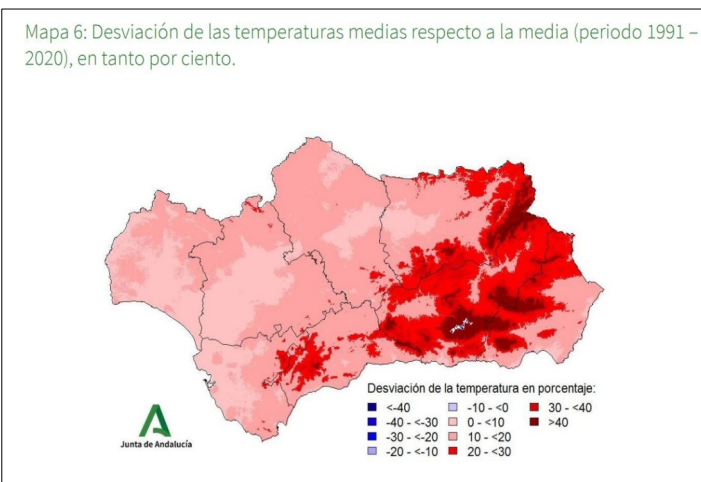 Mapa 6: Desviación de las temperaturas medias respecto a la media (periodo 1991 –
2020), en tanto por ciento.
Desviación de la temperatura en porcentaje:
<-40
-40 - <-30
-30 - <-20
-20 - <-10
-10 - <0
0 - <10
10 - <20
20 - <30
30 - <40
>40
Junta de Andalucía